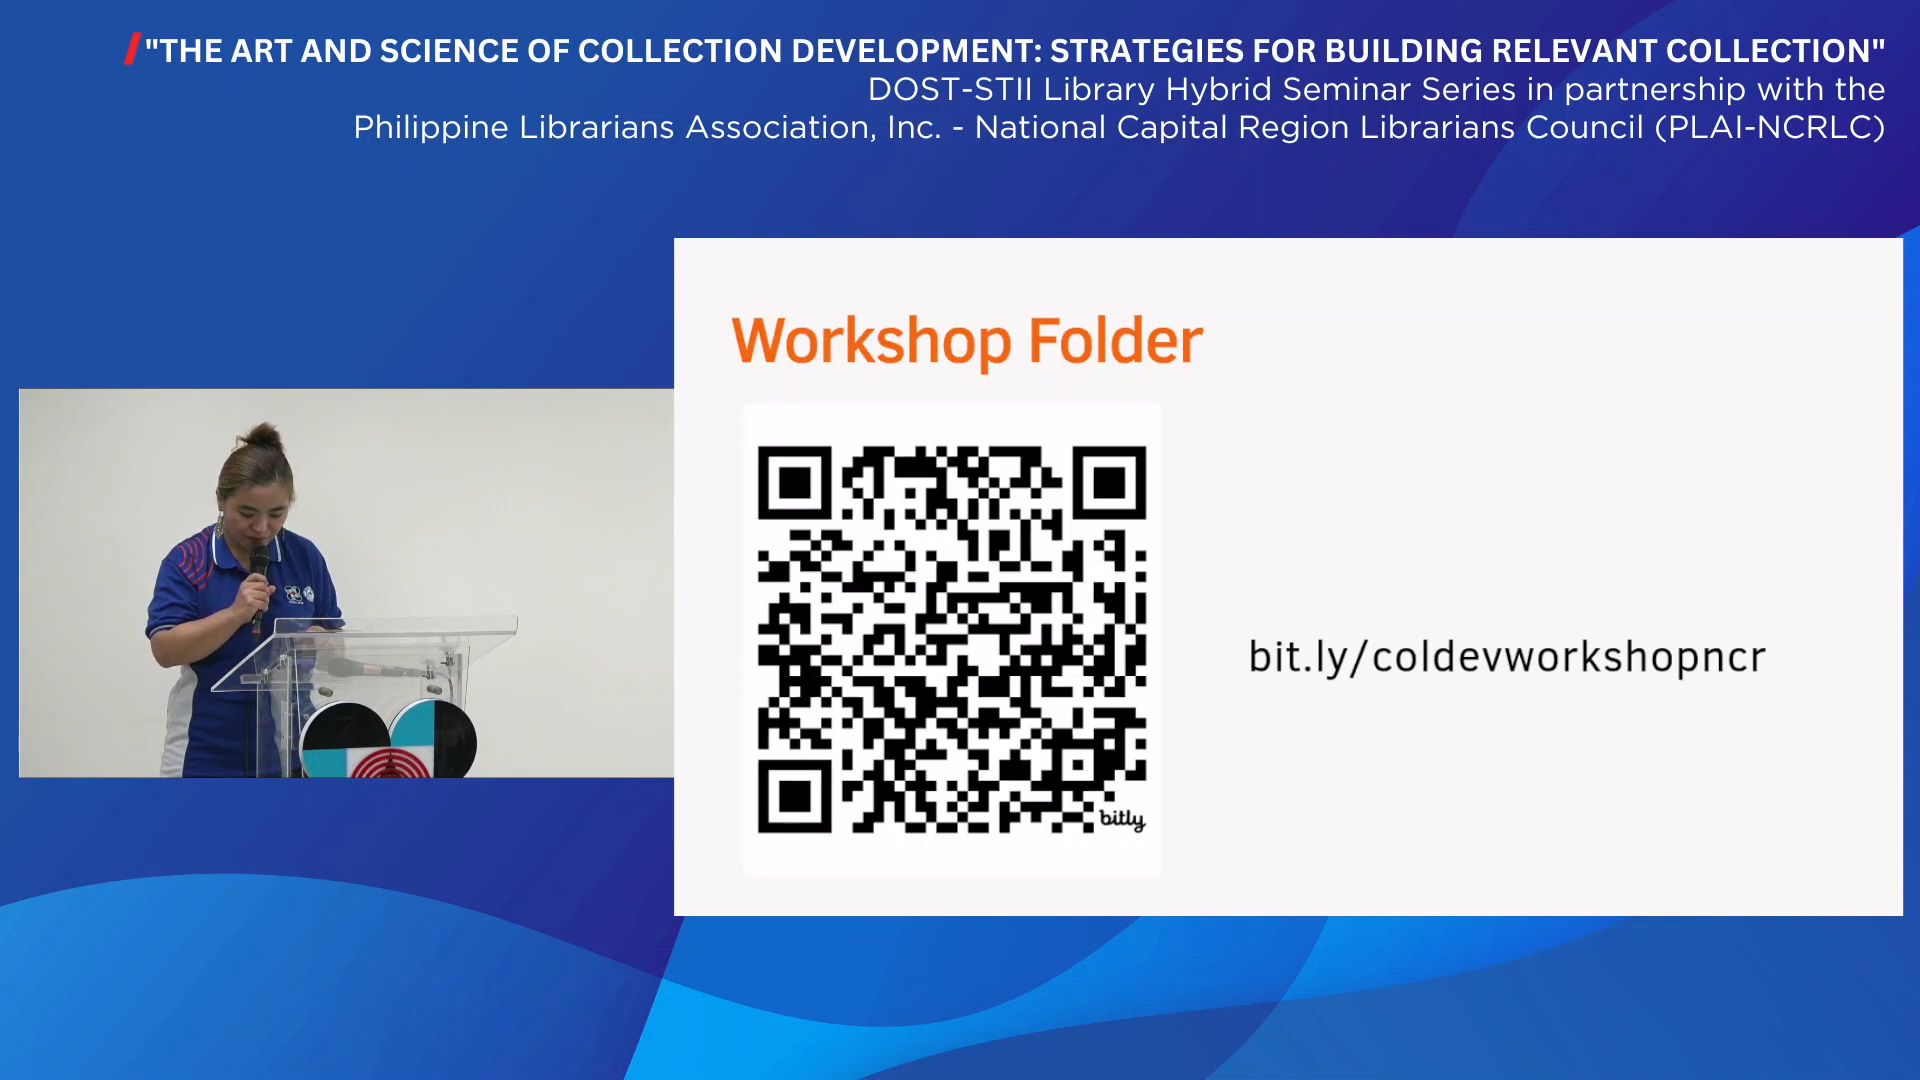 "THE ART AND SCIENCE OF COLLECTION DEVELOPMENT: STRATEGIES FOR BUILDING RELEVANT COLLECTION"
DOST-STII Library Hybrid Seminar Series in partnership with the
Philippine Librarians Association, Inc. - National Capital Region Librarians Council (PLAI-NCRLC)
Workshop Folder
bit.ly/coldevworkshopncr
bitly